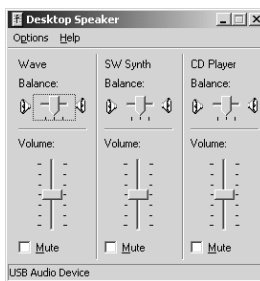 Desktop Speaker
Options Help
Wave SW Synth CD Player
Balance: Balance: Balance:
Volume: Volume: Volume:
Mute Mute Mute
USB Audio Device